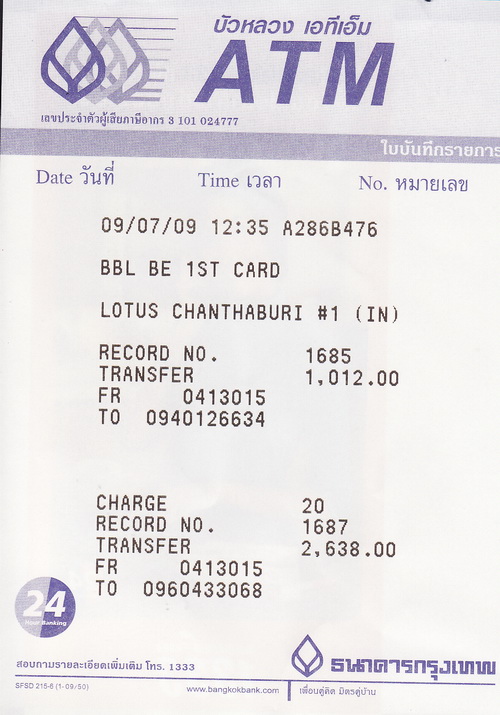 บัวหลวง เอทีเอ็ม
ATM
เลขประจำตัวผู้เสียภาษีอากร 3 101 024777
ใบบันทึกรายการ
Date วันที่ Time เวลา No. หมายเลข
09/07/09 12:35 A286B476
BBL BE 1ST CARD
LOTUS CHANTHABURI #1 (IN)
RECORD NO. 1685
TRANSFER 1,012.00
FR 0413015
TO 0940126634
CHARGE 20
RECORD NO. 1687
TRANSFER 2,638.00
FR 0413015
TO 0960433068
24
Hour Banking
สอบถามรายละเอียดเพิ่มเติม โทร. 1333
ธนาคารกรุงเทพ
SFSD 215-6 (1-09/50)
www.bangkokbank.com
เพื่อนคู่คิด มิตรคู่บ้าน